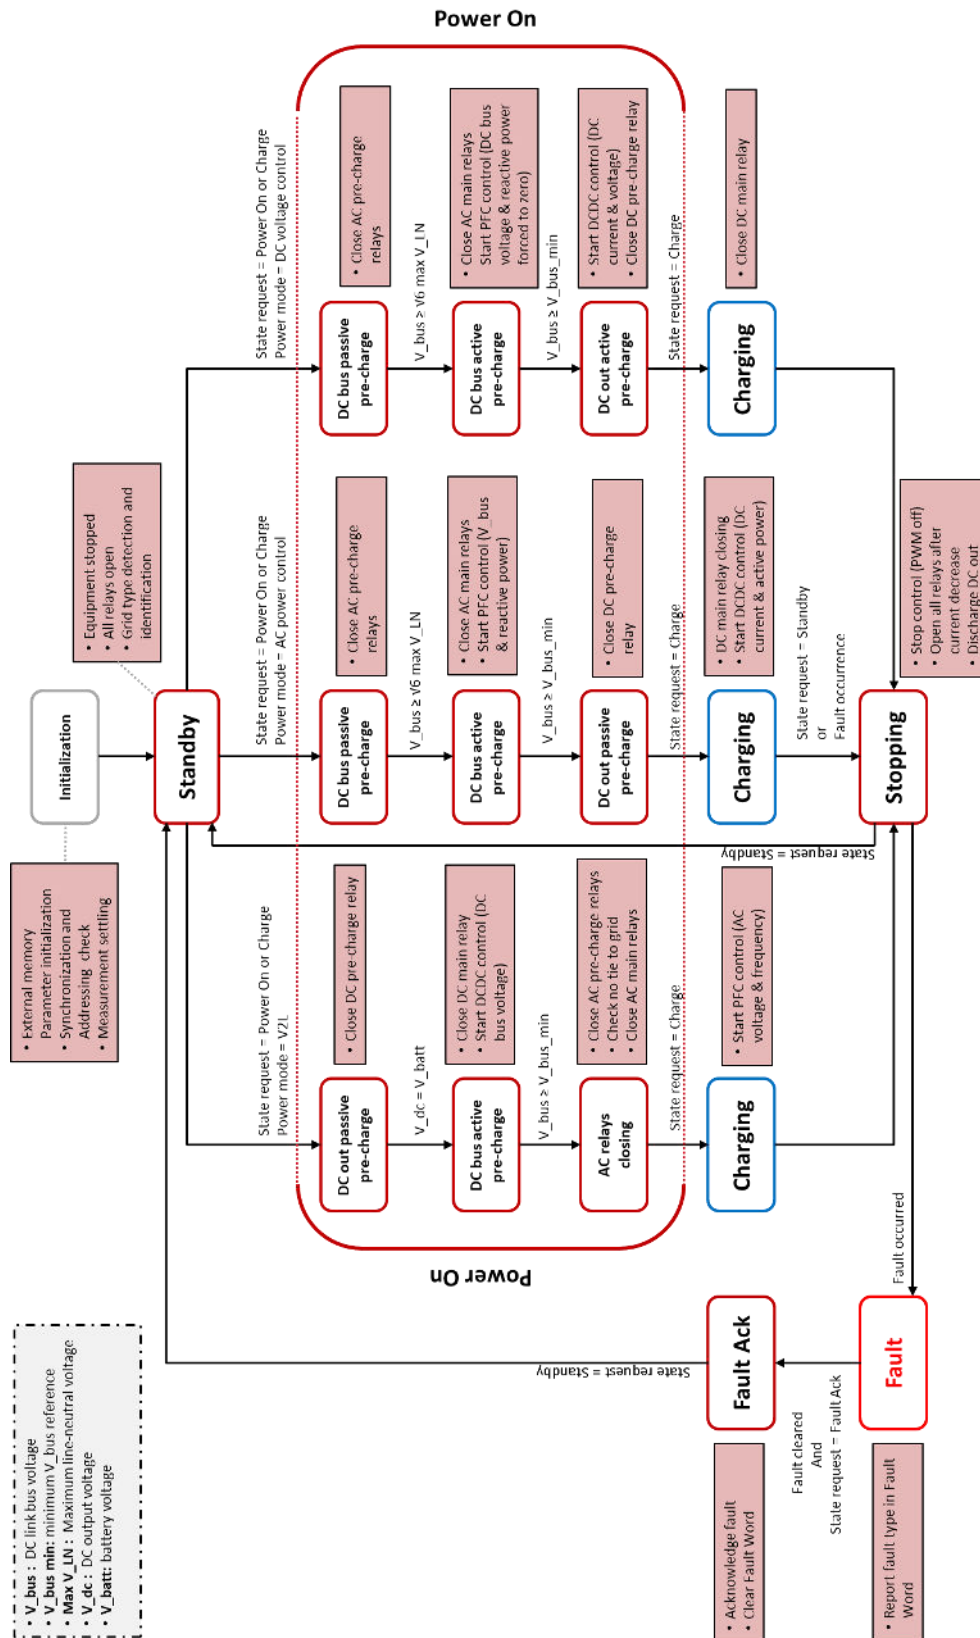 • V_bus : DC link bus voltage
• V_bus min: minimum V_bus reference
• Max V_LN : Maximum line-neutral voltage
• V_dc : DC output voltage
• V_batt: battery voltage
• External memory
Parameter initialization
• Synchronization and
Addressing check
• Measurement settling
Initialization
• Equipment stopped
• All relays open
• Grid type detection and
identification
Standby
State request = Power On or Charge
Power mode = V2L
State request = Power On or Charge
Power mode = AC power control
State request = Power On or Charge
Power mode = DC voltage control
Power On
Power On
DC out passive
pre-charge
• Close DC pre-charge relay
V_dc = V_batt
DC bus active
pre-charge
• Close DC main relay
• Start DCDC control (DC
bus voltage)
V_bus ≥ V_bus_min
AC relays
closing
• Close AC pre-charge relays
• Check no tie to grid
• Close AC main relays
State request = Charge
Charging
• Start PFC control (AC
voltage & frequency)
DC bus passive
pre-charge
• Close AC pre-charge
relays
V_bus ≥ √6 max V_LN
DC bus active
pre-charge
• Close AC main relays
• Start PFC control (V_bus
& reactive power)
V_bus ≥ V_bus_min
DC out passive
pre-charge
• Close DC pre-charge
relay
State request = Charge
Charging
• DC main relay closing
• Start DCDC control (DC
current & active power)
State request = Standby
or
Fault occurrence
DC bus passive
pre-charge
• Close AC pre-charge
relays
V_bus ≥ √6 max V_LN
DC bus active
pre-charge
• Close AC main relays
Start PFC control (DC bus
voltage & reactive power
forced to zero)
V_bus ≥ V_bus_min
DC out active
pre-charge
• Start DCDC control (DC
current & voltage)
• Close DC pre-charge relay
State request = Charge
Charging
• Close DC main relay
Stopping
• Stop control (PWM off)
• Open all relays after
current decrease
• Discharge DC out
State request = Standby
Fault occurred
Fault
• Report fault type in Fault
Word
Fault cleared
And
State request = Fault Ack
Fault Ack
• Acknowledge fault
• Clear Fault Word
State request = Standby